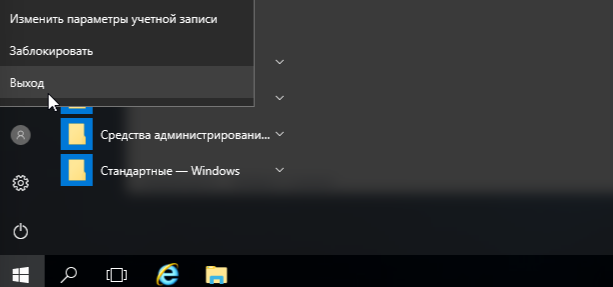 Изменить параметры учетной записи
Заблокировать
Выход
Средства администрировани...
Стандартные — Windows